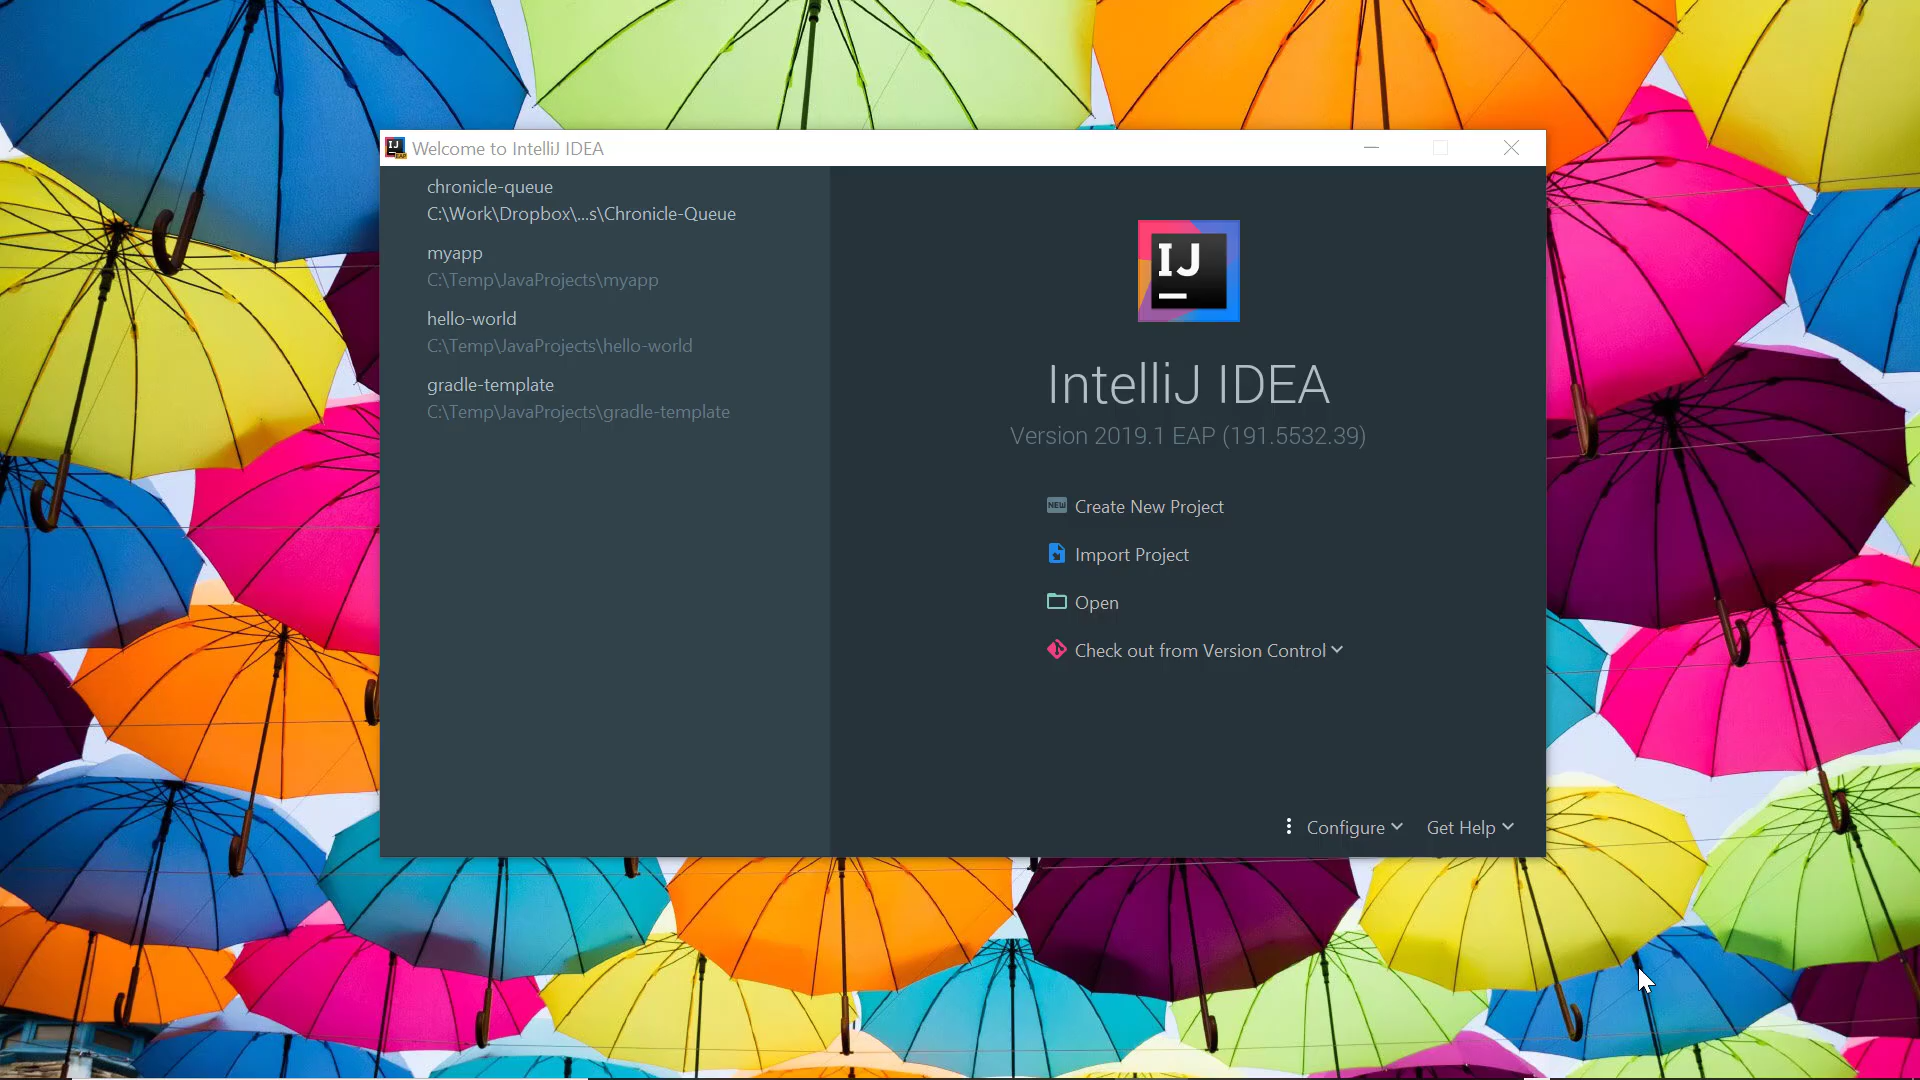 Welcome to IntelliJ IDEA
chronicle-queue
C:\Work\Dropbox\...s\Chronicle-Queue
myapp
C:\Temp\JavaProjects\myapp
hello-world
C:\Temp\JavaProjects\hello-world
gradle-template
C:\Temp\JavaProjects\gradle-template
IJ
IntelliJ IDEA
Version 2019.1 EAP (191.5532.39)
NEW Create New Project
Import Project
Open
Check out from Version Control
Configure
Get Help